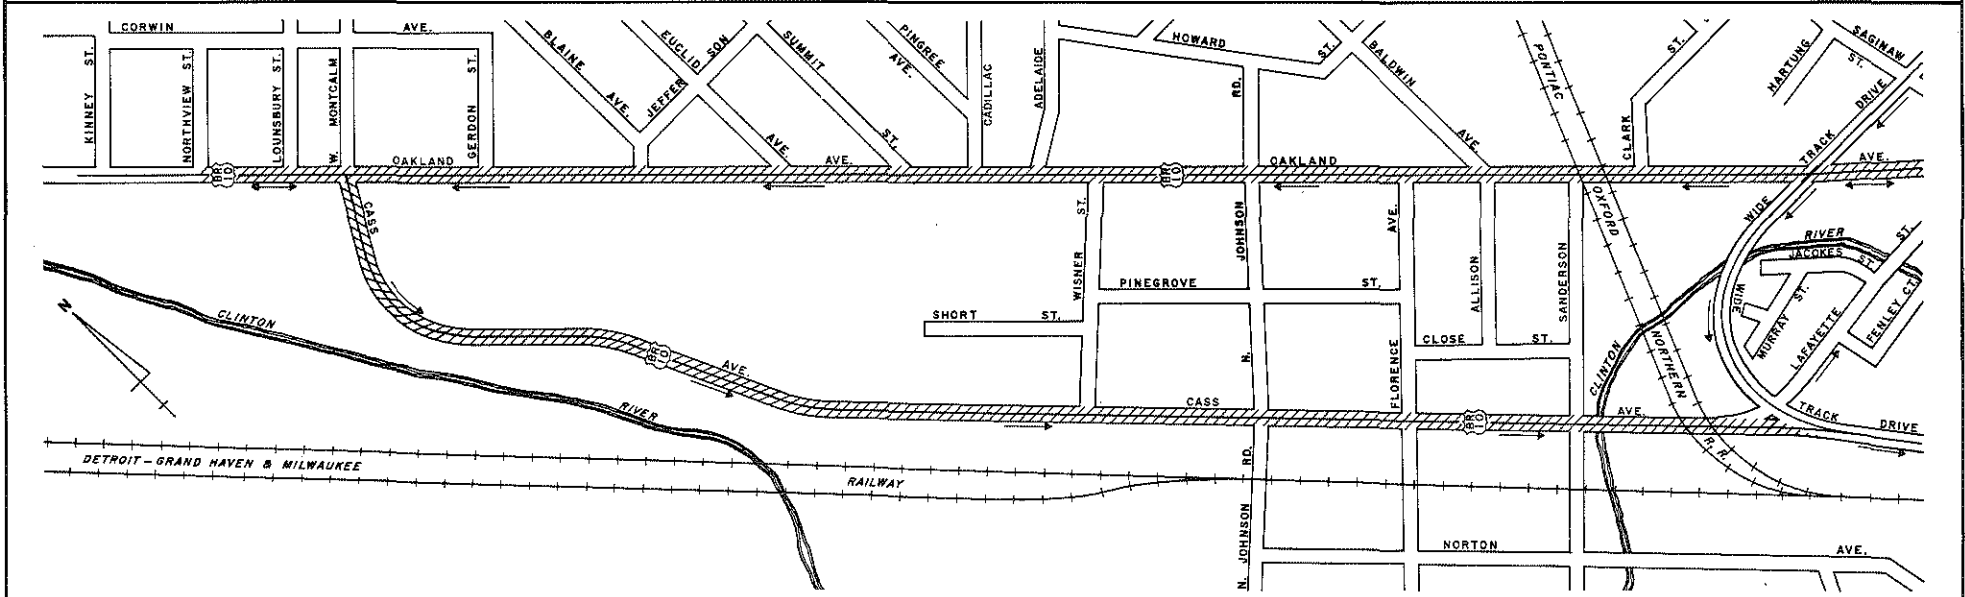 CORWIN AVE.
KINNEY ST.
NORTHVIEW ST.
LOUNSBURY ST.
W. MONTCALM
GERDON ST.
BLAINE AVE.
EUCLID AVE.
JEFFERSON
SUMMIT ST.
PINGREE AVE.
CADILLAC
ADELAIDE
HOWARD ST.
RD.
BALDWIN AVE.
PONTIAC OXFORD NORTHERN R. R.
CLARK ST.
HARTUNG
SAGINAW ST.
WIDE TRACK DRIVE
OAKLAND AVE. OAKLAND AVE.
BR 10
BR 10
CASS AVE. CASS AVE.
BR 10
BR 10
WISNER ST.
N. JOHNSON
FLORENCE AVE.
ALLISON
SANDERSON
PINEGROVE ST.
SHORT ST.
CLOSE ST.
RIVER
JACOKES ST.
ST.
WIDE
MURRAY ST.
LAFAYETTE
FENLEY CT.
CLINTON
TRACK DRIVE
N
CLINTON RIVER
DETROIT-GRAND HAVEN & MILWAUKEE RAILWAY
N. JOHNSON RD.
NORTON AVE.